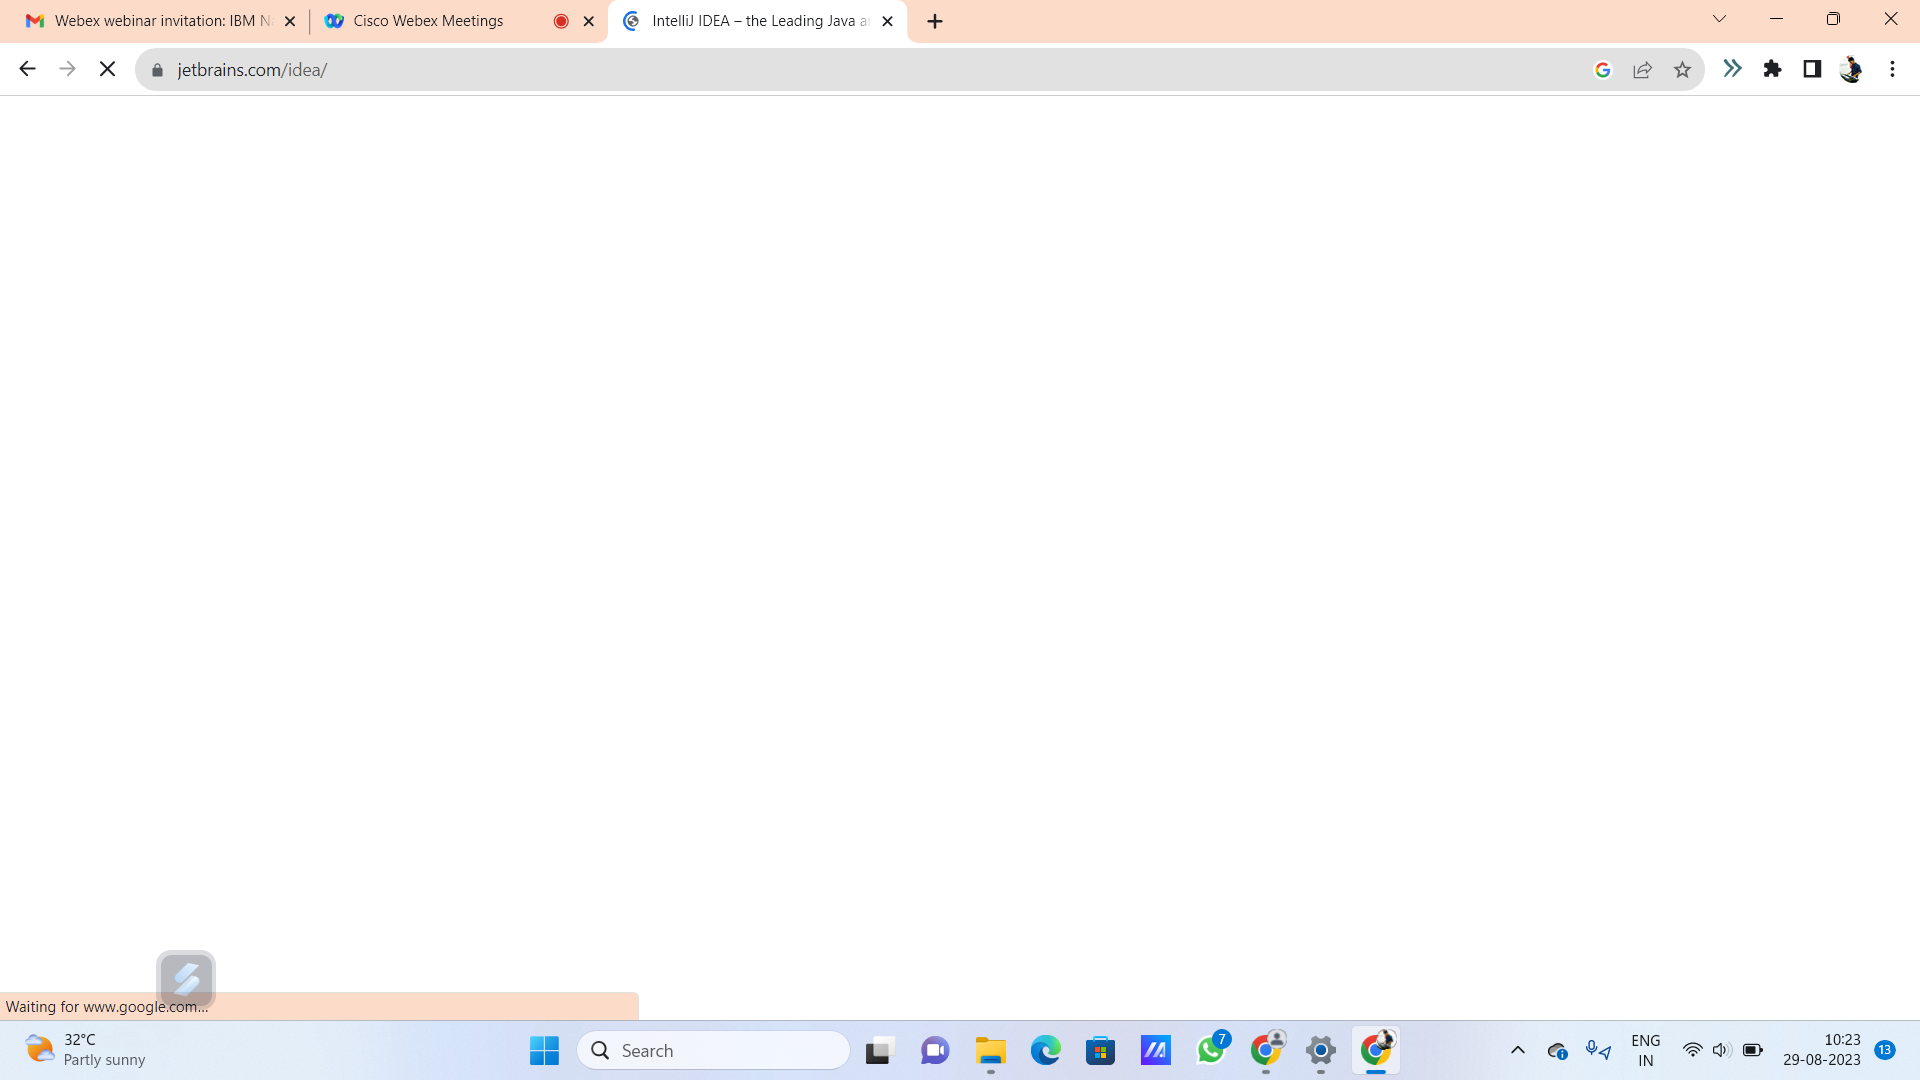 Webex webinar invitation: IBM N
Cisco Webex Meetings
IntelliJ IDEA – the Leading Java a
jetbrains.com/idea/
Waiting for www.google.com...
32°C
Partly sunny
Search
7
ENG
IN
10:23
29-08-2023
13